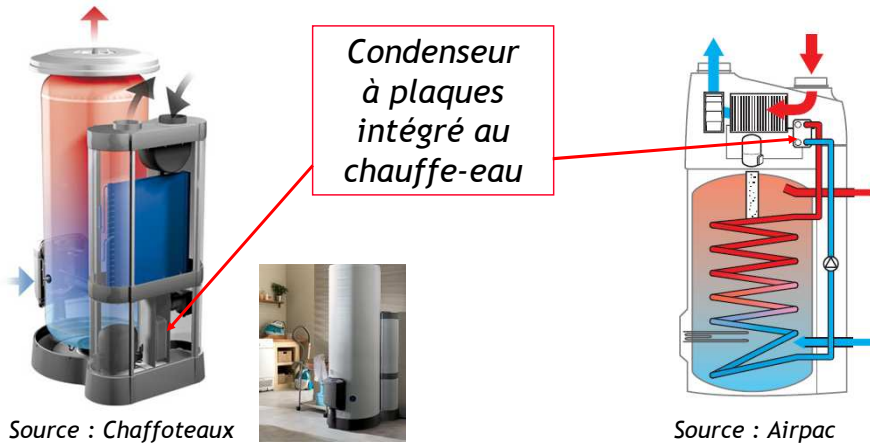 Condenseur
à plaques
intégré au
chauffe-eau
Source : Chaffoteaux
Source : Airpac